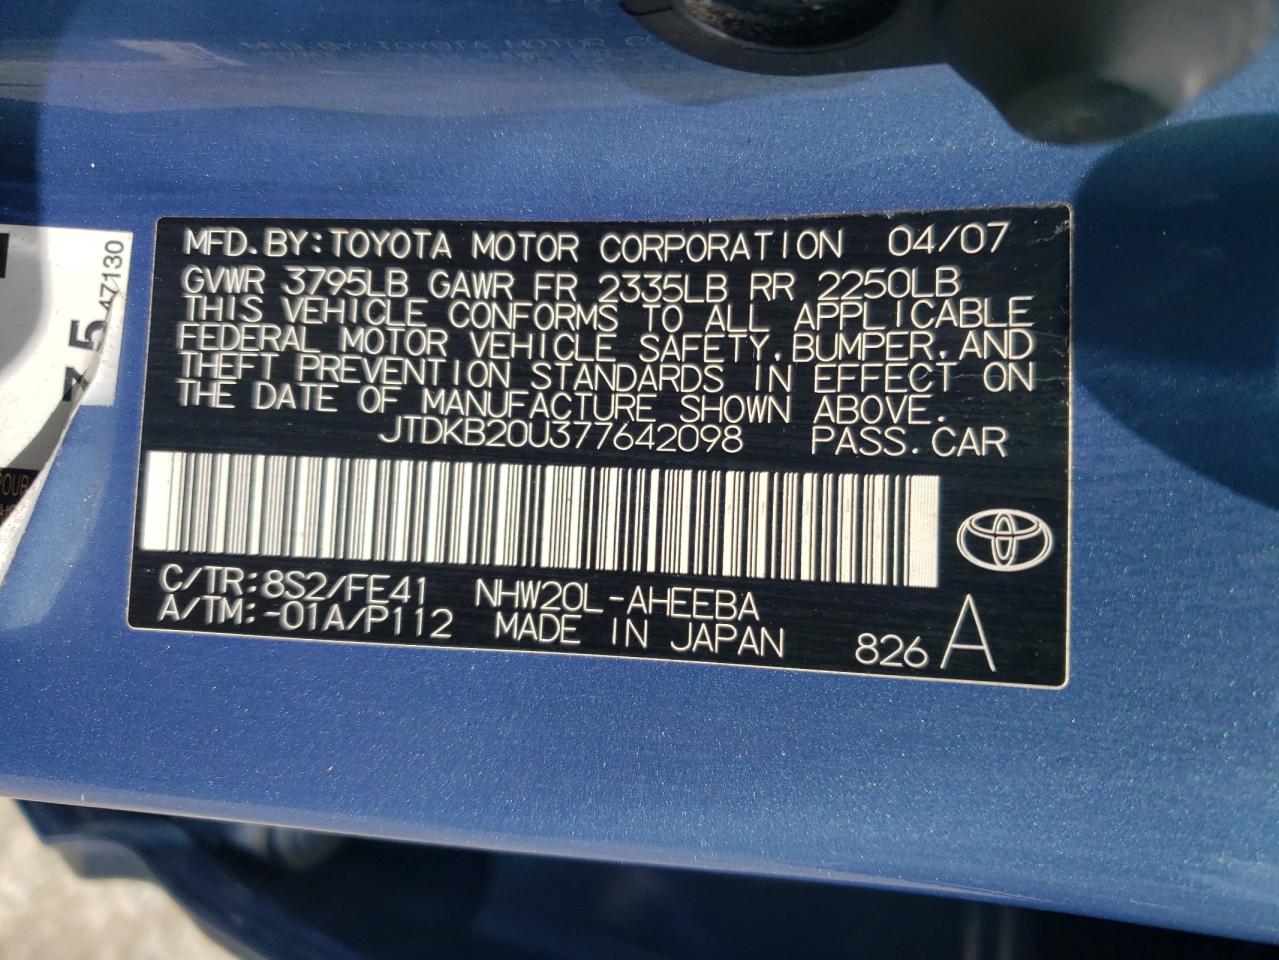 MFD.BY:TOYOTA MOTOR CORPORATION 04/07
GVWR 3795LB GAWR FR 2335LB RR 2250LB
THIS VEHICLE CONFORMS TO ALL APPLICABLE
FEDERAL MOTOR VEHICLE SAFETY,BUMPER,AND
THEFT PREVENTION STANDARDS IN EFFECT ON
THE DATE OF MANUFACTURE SHOWN ABOVE.
JTDKB20U377642098 PASS.CAR
C/TR:8S2/FE41 NHW20L-AHEEBA
A/TM:-01A/P112 MADE IN JAPAN 826 A
47130